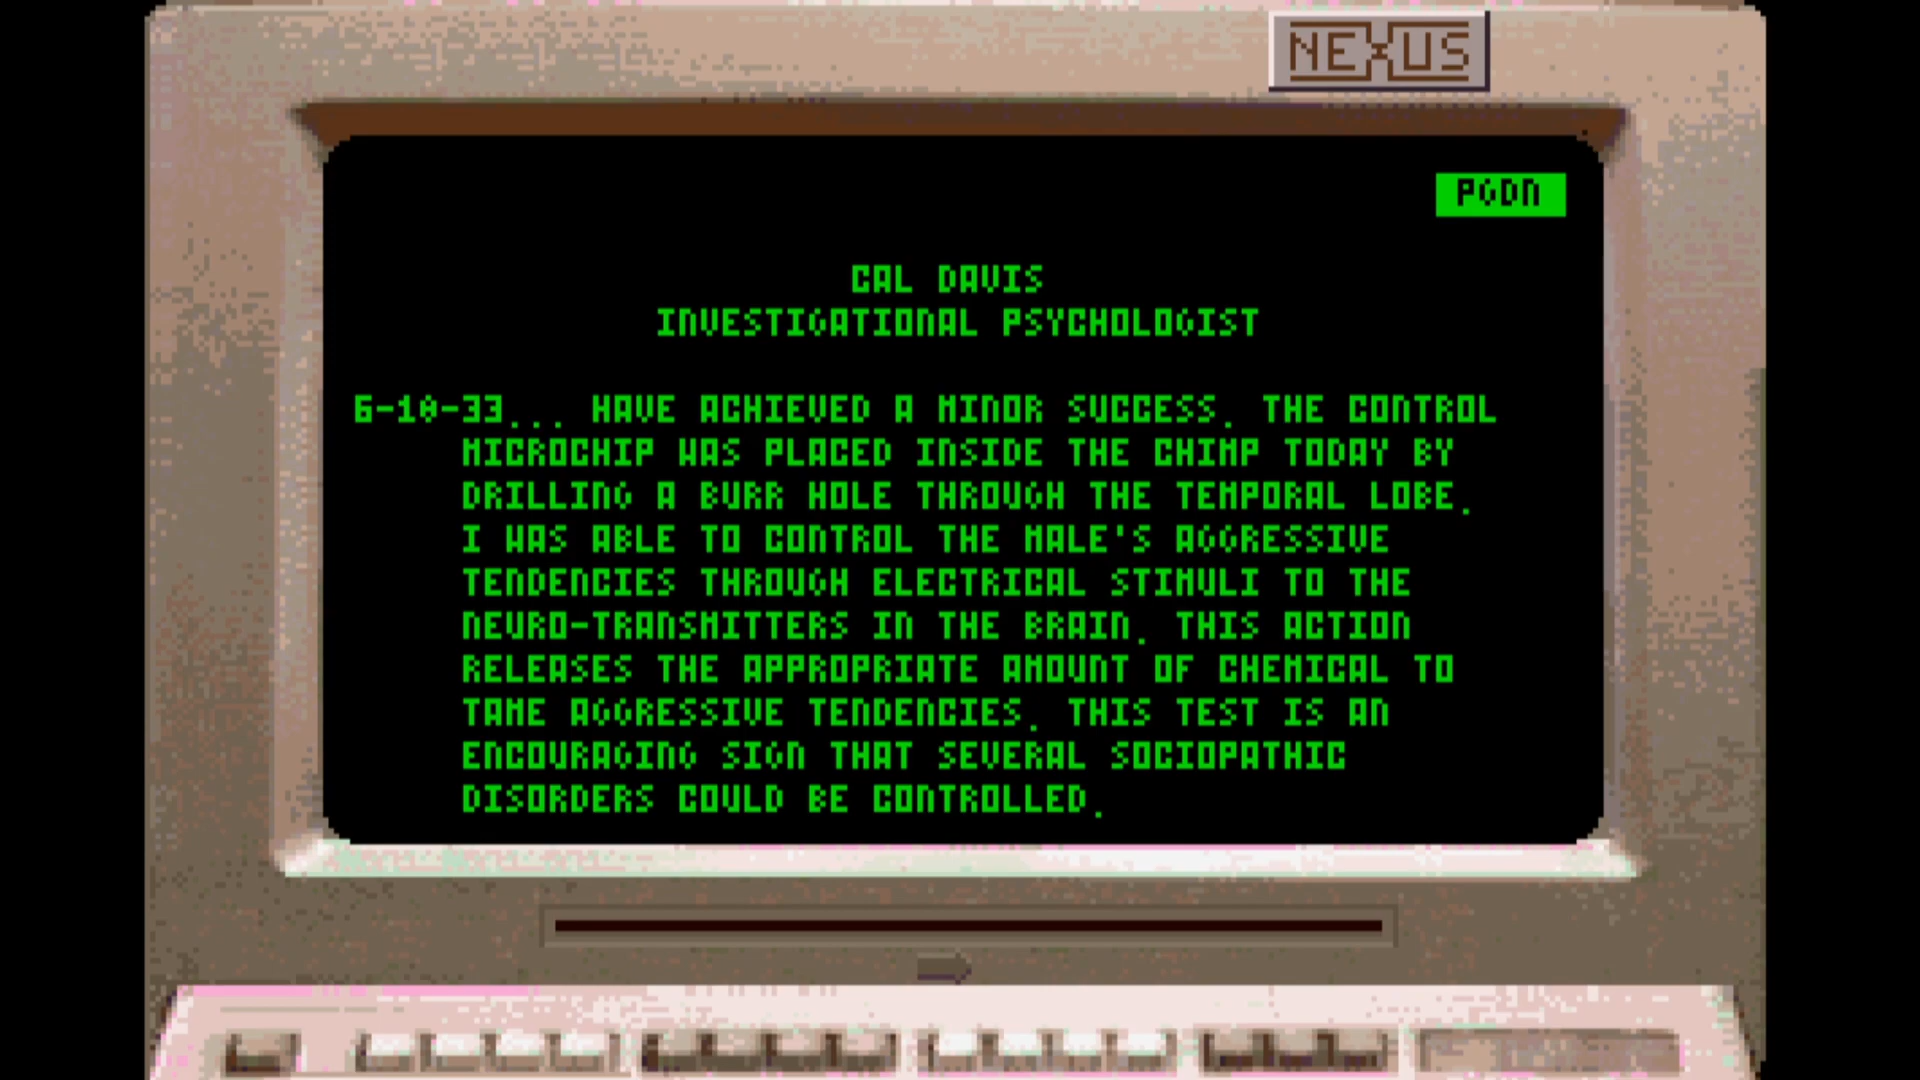 NEXUS
PGDN
CAL DAVIS
INVESTIGATIONAL PSYCHOLOGIST
6-10-33... HAVE ACHIEVED A MINOR SUCCESS. THE CONTROL
MICROCHIP WAS PLACED INSIDE THE CHIMP TODAY BY
DRILLING A BURR HOLE THROUGH THE TEMPORAL LOBE.
I WAS ABLE TO CONTROL THE MALE'S AGGRESSIVE
TENDENCIES THROUGH ELECTRICAL STIMULI TO THE
NEURO-TRANSMITTERS IN THE BRAIN. THIS ACTION
RELEASES THE APPROPRIATE AMOUNT OF CHEMICAL TO
TAME AGGRESSIVE TENDENCIES. THIS TEST IS AN
ENCOURAGING SIGN THAT SEVERAL SOCIOPATHIC
DISORDERS COULD BE CONTROLLED.